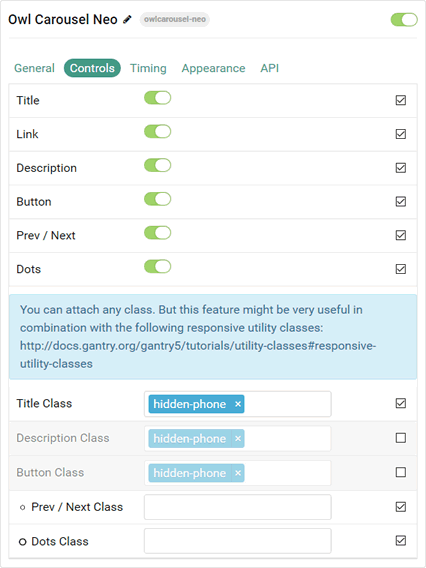 Owl Carousel Neo owlcarousel-neo
General Controls Timing Appearance API
Title
Link
Description
Button
Prev / Next
Dots
You can attach any class. But this feature might be very useful in
combination with the following responsive utility classes:
http://docs.gantry.org/gantry5/tutorials/utility-classes#responsive-
utility-classes
Title Class hidden-phone ×
Description Class hidden-phone ×
Button Class hidden-phone ×
Prev / Next Class
Dots Class